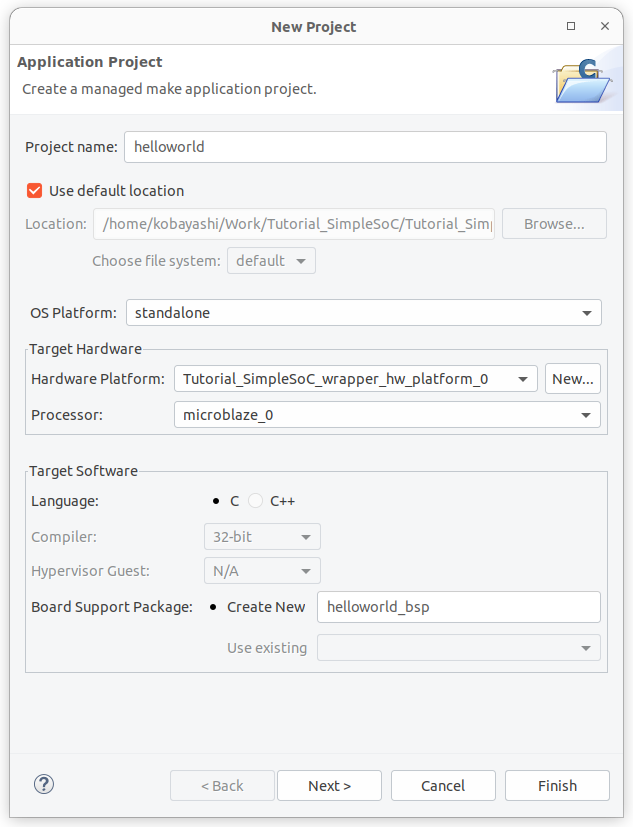 New Project
Application Project
Create a managed make application project.
Project name: helloworld
Use default location
Location: /home/kobayashi/Work/Tutorial_SimpleSoC/Tutorial_Sim Browse...
Choose file system: default
OS Platform: standalone
Target Hardware
Hardware Platform: Tutorial_SimpleSoC_wrapper_hw_platform_0 New...
Processor: microblaze_0
Target Software
Language: C C++
Compiler: 32-bit
Hypervisor Guest: N/A
Board Support Package: Create New helloworld_bsp
Use existing
? < Back Next > Cancel Finish